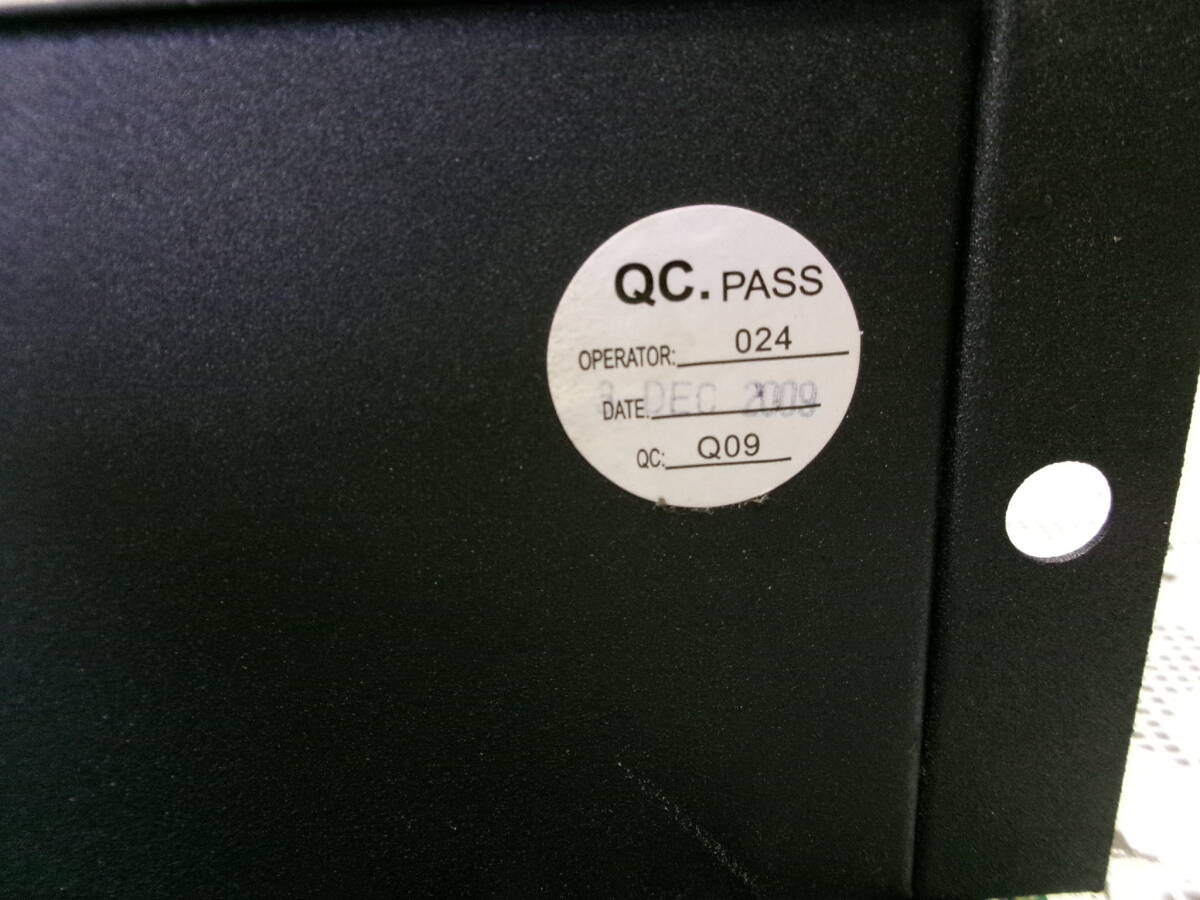 QC. PASS
OPERATOR: 024
DATE. 3 DEC 2009
QC: Q09